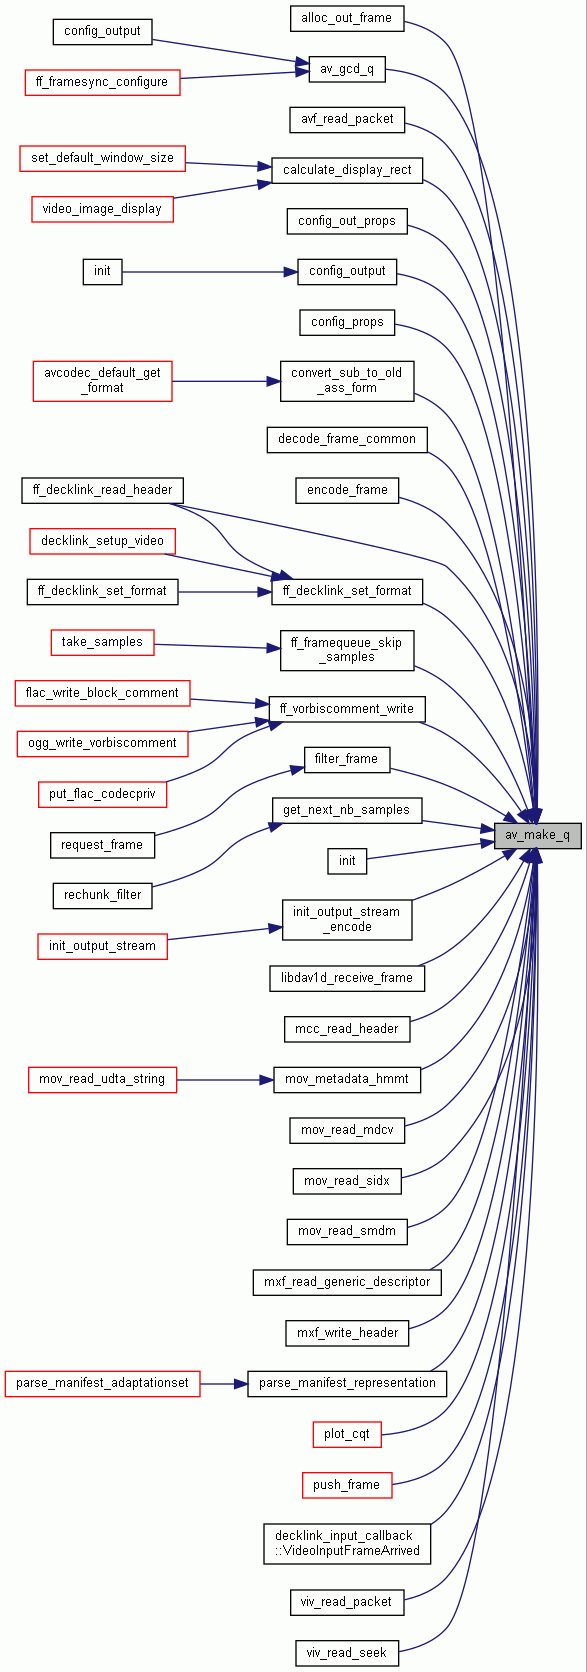 alloc_out_frame
config_output
av_gcd_q
ff_framesync_configure
avf_read_packet
set_default_window_size
calculate_display_rect
video_image_display
config_out_props
init
config_output
config_props
avcodec_default_get
_format
convert_sub_to_old
_ass_form
decode_frame_common
ff_decklink_read_header
encode_frame
decklink_setup_video
ff_decklink_set_format
ff_decklink_set_format
take_samples
ff_framequeue_skip
_samples
flac_write_block_comment
ff_vorbiscomment_write
ogg_write_vorbiscomment
filter_frame
put_flac_codecpriv
get_next_nb_samples
av_make_q
request_frame
init
rechunk_filter
init_output_stream
_encode
init_output_stream
libdav1d_receive_frame
mcc_read_header
mov_read_udta_string
mov_metadata_hmmt
mov_read_mdcv
mov_read_sidx
mov_read_smdm
mxf_read_generic_descriptor
mxf_write_header
parse_manifest_adaptationset
parse_manifest_representation
plot_cqt
push_frame
decklink_input_callback
::VideoInputFrameArrived
viv_read_packet
viv_read_seek